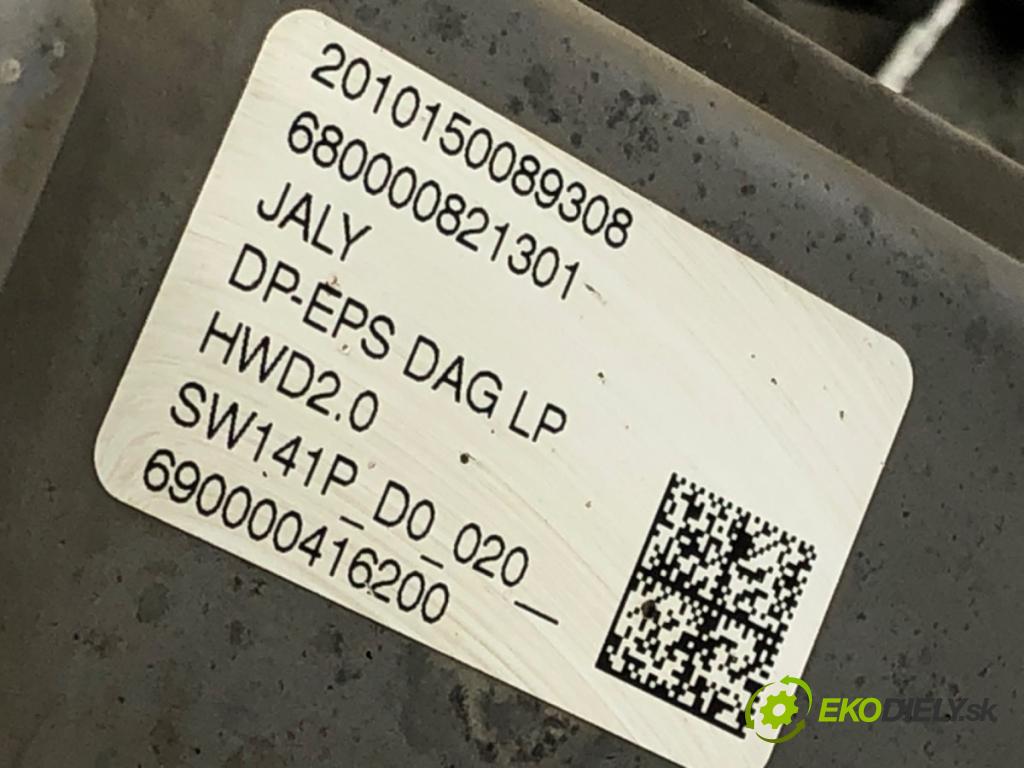 2010150089308
680000821301
JALY
DP-EPS DAG LP
HWD2.0
SW141P_D0_020_
690000416200
EKODIELY.sk